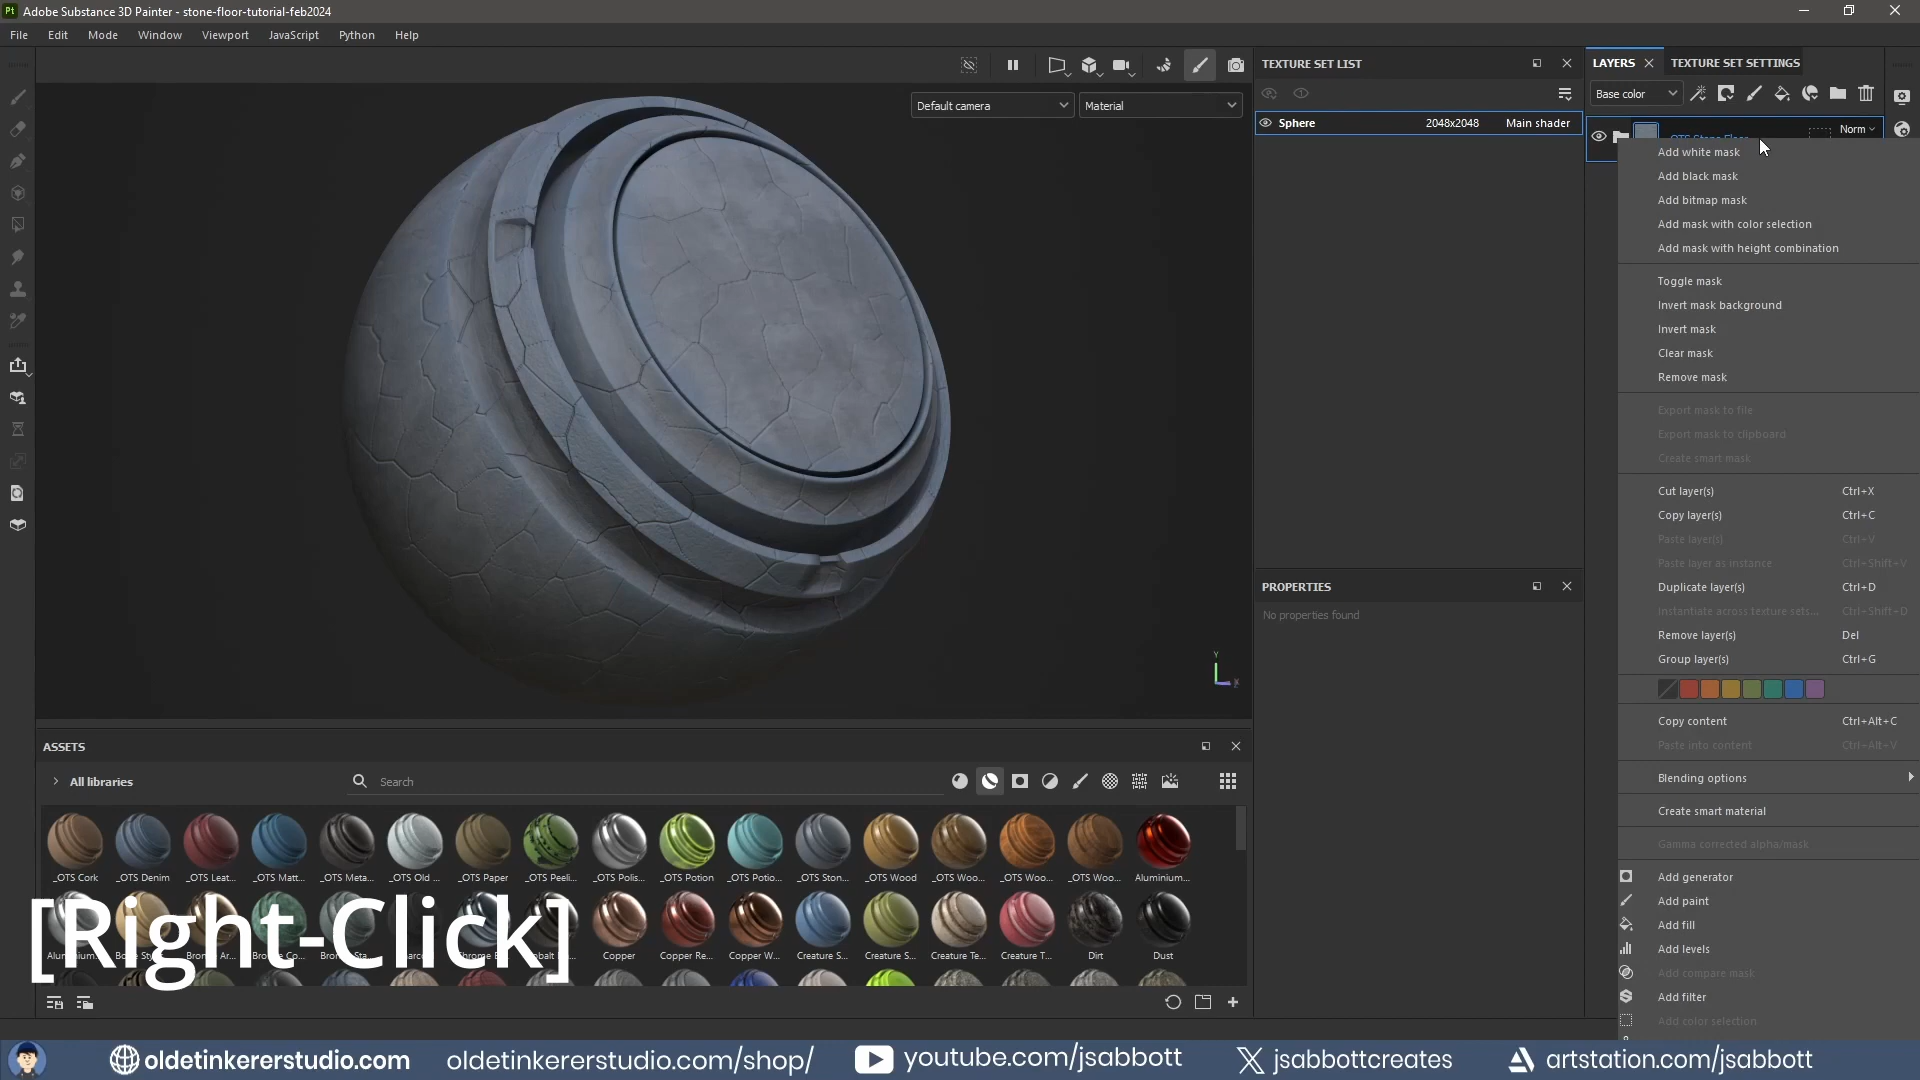 Pt Adobe Substance 3D Painter - stone-floor-tutorial-feb2024
File Edit Mode Window Viewport JavaScript Python Help
Default camera
Material
TEXTURE SET LIST
Sphere 2048x2048 Main shader
PROPERTIES
No properties found
LAYERS
TEXTURE SET SETTINGS
Base color
Norm
Add white mask
Add black mask
Add bitmap mask
Add mask with color selection
Add mask with height combination
Toggle mask
Invert mask background
Invert mask
Clear mask
Remove mask
Export mask to file
Export mask to clipboard
Create smart mask
Cut layer(s) Ctrl+X
Copy layer(s) Ctrl+C
Paste layer(s) Ctrl+V
Paste layer as instance Ctrl+Shift+V
Duplicate layer(s) Ctrl+D
Instantiate across texture sets... Ctrl+Shift+D
Remove layer(s) Del
Group layer(s) Ctrl+G
Copy content Ctrl+Alt+C
Paste into content Ctrl+Alt+V
Blending options
Create smart material
Gamma corrected alpha/mask
Add generator
Add paint
Add fill
Add levels
Add compare mask
Add filter
Add color selection
ASSETS
All libraries
Search
_OTS Cork _OTS Denim _OTS Leat... _OTS Matt... _OTS Meta... _OTS Old ... _OTS Paper _OTS Peeli... _OTS Polis... _OTS Potion _OTS Potio... _OTS Ston... _OTS Wood _OTS Woo... _OTS Woo... _OTS Woo... Aluminium...
Copper Copper Re... Copper W... Creature S... Creature S... Creature Te... Creature T... Dirt Dust
[Right-Click]
oldetinkererstudio.com
oldetinkererstudio.com/shop/
youtube.com/jsabbott
jsabbottcreates
artstation.com/jsabbott